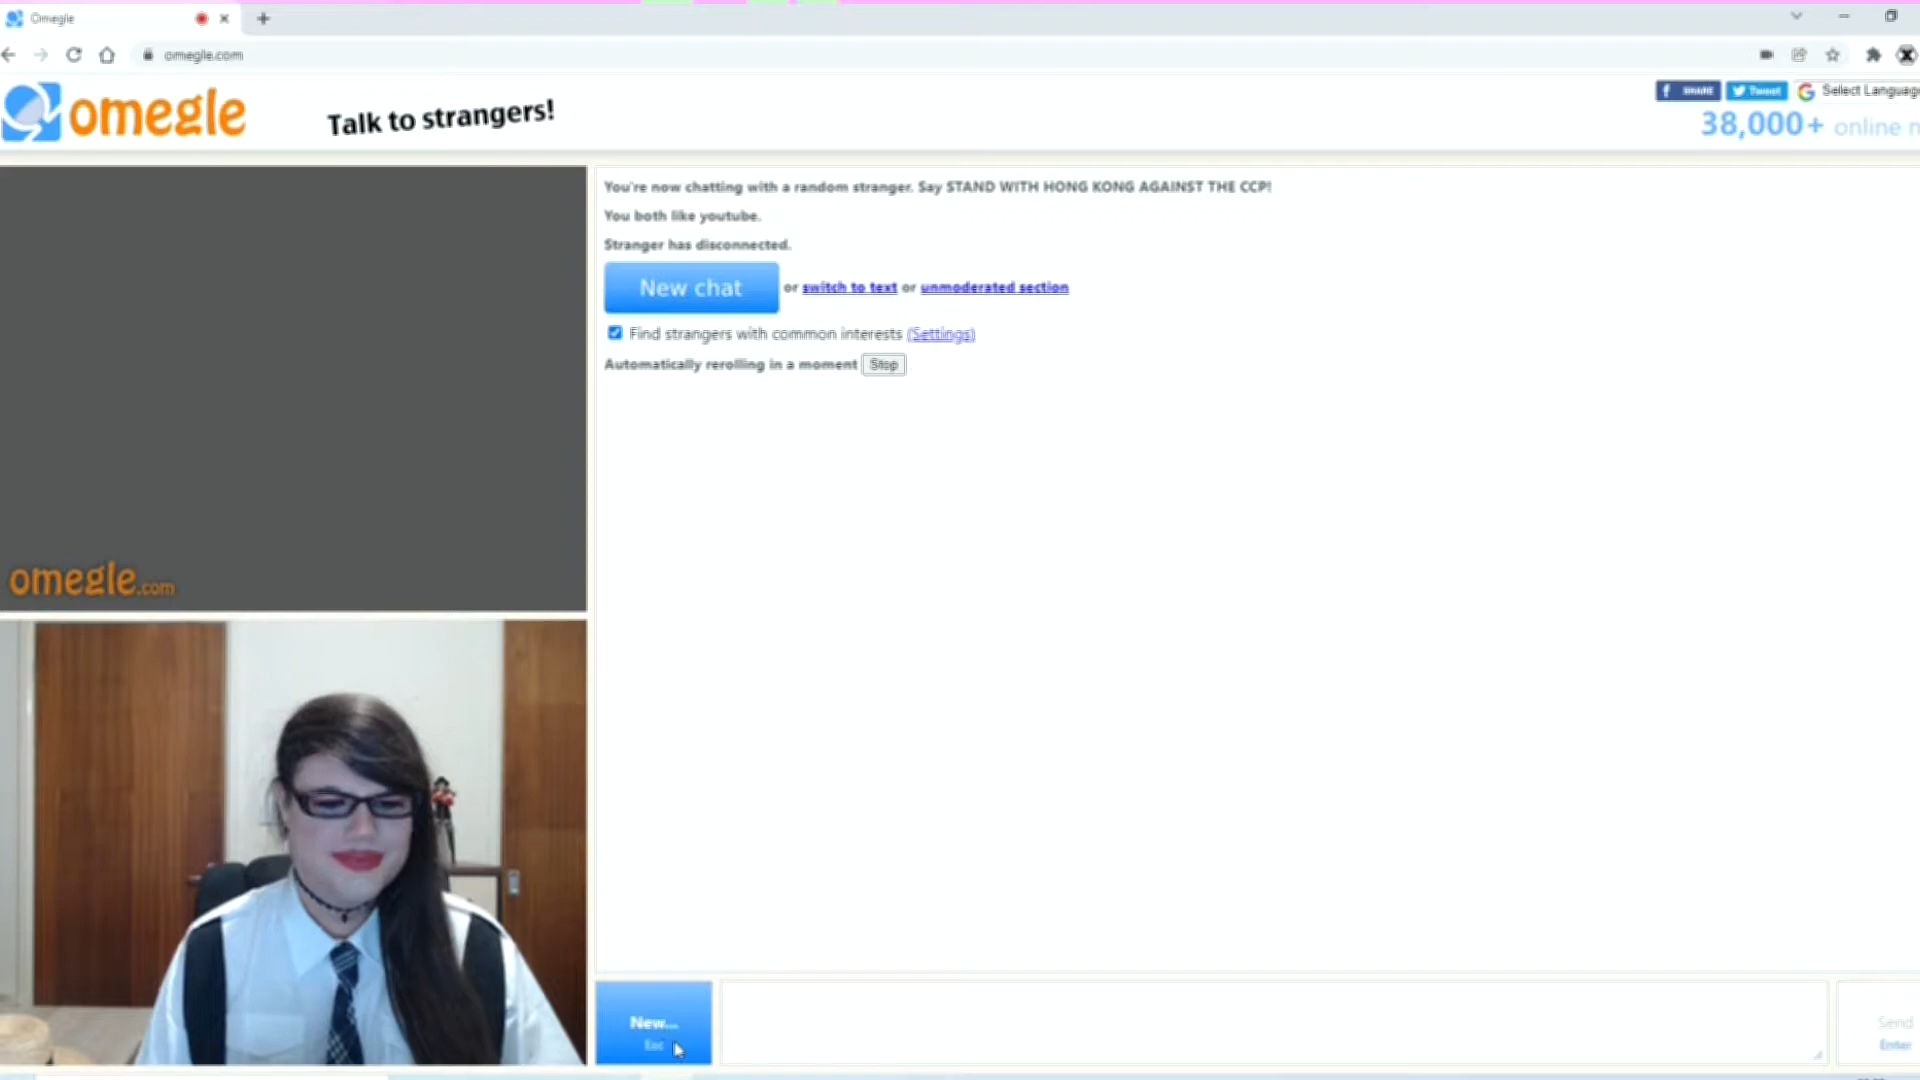 Omegle
omegle.com
omegle
Talk to strangers!
SHARE
Tweet
Select Language
38,000+ online n
You're now chatting with a random stranger. Say STAND WITH HONG KONG AGAINST THE CCP!
You both like youtube.
Stranger has disconnected.
New chat or switch to text or unmoderated section
Find strangers with common interests (Settings)
Automatically rerolling in a moment Stop
omegle.com
New...
Esc
Send
Enter